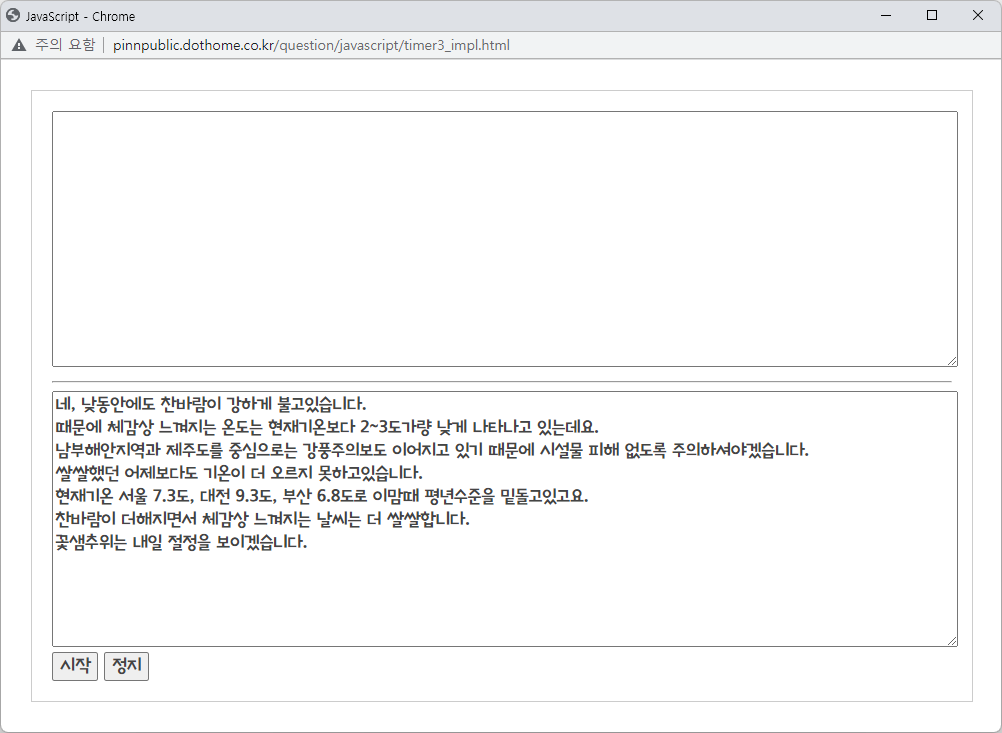 JavaScript - Chrome
주의 요함 | pinnpublic.dothome.co.kr/question/javascript/timer3_impl.html
네, 낮동안에도 찬바람이 강하게 불고있습니다.
때문에 체감상 느껴지는 온도는 현재기온보다 2~3도가량 낮게 나타나고 있는데요.
남부해안지역과 제주도를 중심으로는 강풍주의보도 이어지고 있기 때문에 시설물 피해 없도록 주의하셔야겠습니다.
쌀쌀했던 어제보다도 기온이 더 오르지 못하고있습니다.
현재기온 서울 7.3도, 대전 9.3도, 부산 6.8도로 이맘때 평년수준을 밑돌고있고요.
찬바람이 더해지면서 체감상 느껴지는 날씨는 더 쌀쌀합니다.
꽃샘추위는 내일 절정을 보이겠습니다.
시작 정지